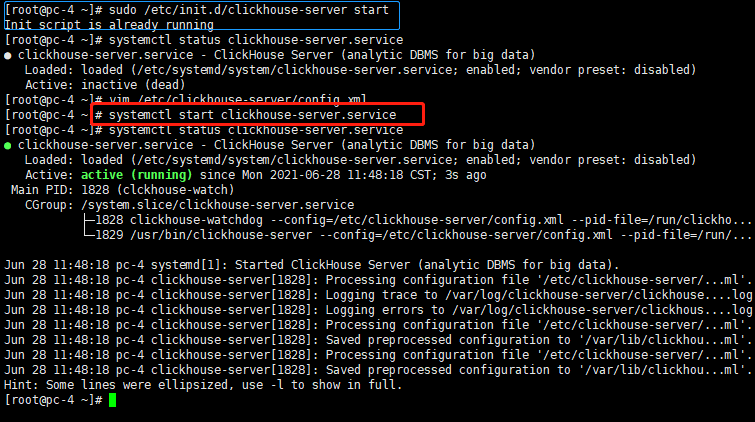 [root@pc-4 ~]# sudo /etc/init.d/clickhouse-server start
Init script is already running
[root@pc-4 ~]# systemctl status clickhouse-server.service
● clickhouse-server.service - ClickHouse Server (analytic DBMS for big data)
   Loaded: loaded (/etc/systemd/system/clickhouse-server.service; enabled; vendor preset: disabled)
   Active: inactive (dead)
[root@pc-4 ~]# vim /etc/clickhouse-server/config.xml
[root@pc-4 ~]# systemctl start clickhouse-server.service
[root@pc-4 ~]# systemctl status clickhouse-server.service
● clickhouse-server.service - ClickHouse Server (analytic DBMS for big data)
   Loaded: loaded (/etc/systemd/system/clickhouse-server.service; enabled; vendor preset: disabled)
   Active: active (running) since Mon 2021-06-28 11:48:18 CST; 3s ago
 Main PID: 1828 (clckhouse-watch)
   CGroup: /system.slice/clickhouse-server.service
           ├─1828 clickhouse-watchdog --config=/etc/clickhouse-server/config.xml --pid-file=/run/clickho...
           └─1829 /usr/bin/clickhouse-server --config=/etc/clickhouse-server/config.xml --pid-file=/run/...
Jun 28 11:48:18 pc-4 systemd[1]: Started ClickHouse Server (analytic DBMS for big data).
Jun 28 11:48:18 pc-4 clickhouse-server[1828]: Processing configuration file '/etc/clickhouse-server/...ml'.
Jun 28 11:48:18 pc-4 clickhouse-server[1828]: Logging trace to /var/log/clickhouse-server/clickhouse....log
Jun 28 11:48:18 pc-4 clickhouse-server[1828]: Logging errors to /var/log/clickhouse-server/clickhous....log
Jun 28 11:48:18 pc-4 clickhouse-server[1828]: Processing configuration file '/etc/clickhouse-server/...ml'.
Jun 28 11:48:18 pc-4 clickhouse-server[1828]: Saved preprocessed configuration to '/var/lib/clickhou...ml'.
Jun 28 11:48:18 pc-4 clickhouse-server[1828]: Processing configuration file '/etc/clickhouse-server/...ml'.
Jun 28 11:48:18 pc-4 clickhouse-server[1828]: Saved preprocessed configuration to '/var/lib/clickhou...ml'.
Hint: Some lines were ellipsized, use -l to show in full.
[root@pc-4 ~]#